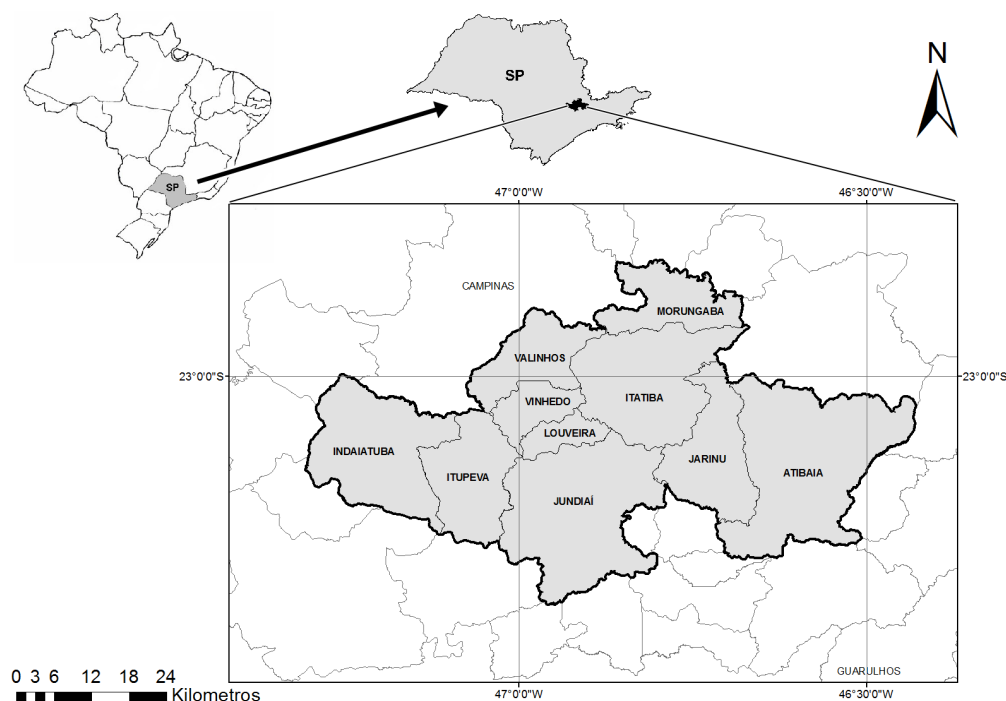 SP
SP
N
47°0'0"W
46°30'0"W
CAMPINAS
MORUNGABA
VALINHOS
23°0'0"S
23°0'0"S
VINHEDO
ITATIBA
LOUVEIRA
INDAIATUBA
ITUPEVA
JARINU
ATIBAIA
JUNDIAÍ
GUARULHOS
0 3 6 12 18 24
Kilometros
47°0'0"W
46°30'0"W